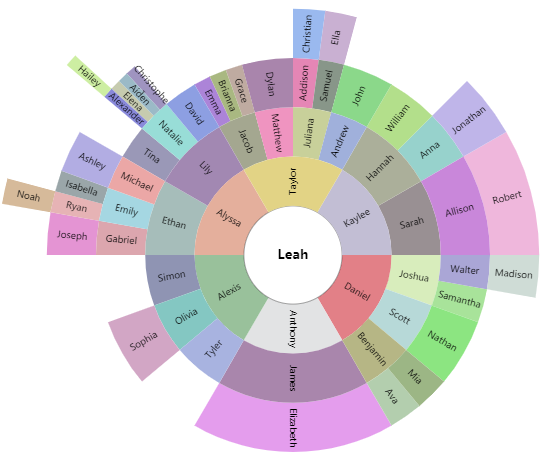 Christian
Ella
Hailey
Christophe
Aiden
Elena
Alexander
David
Emma
Brianna
Grace
Dylan
Addison
Samuel
John
William
Jonathan
Natalie
Tina
Lily
Jacob
Matthew
Juliana
Andrew
Hannah
Anna
Ashley
Isabella
Michael
Noah
Ryan
Emily
Ethan
Alyssa
Taylor
Kaylee
Sarah
Allison
Robert
Joseph
Gabriel
Leah
Simon
Alexis
Daniel
Joshua
Walter
Madison
Olivia
Anthony
Scott
Samantha
Sophia
Tyler
Benjamin
Nathan
James
Mia
Ava
Elizabeth